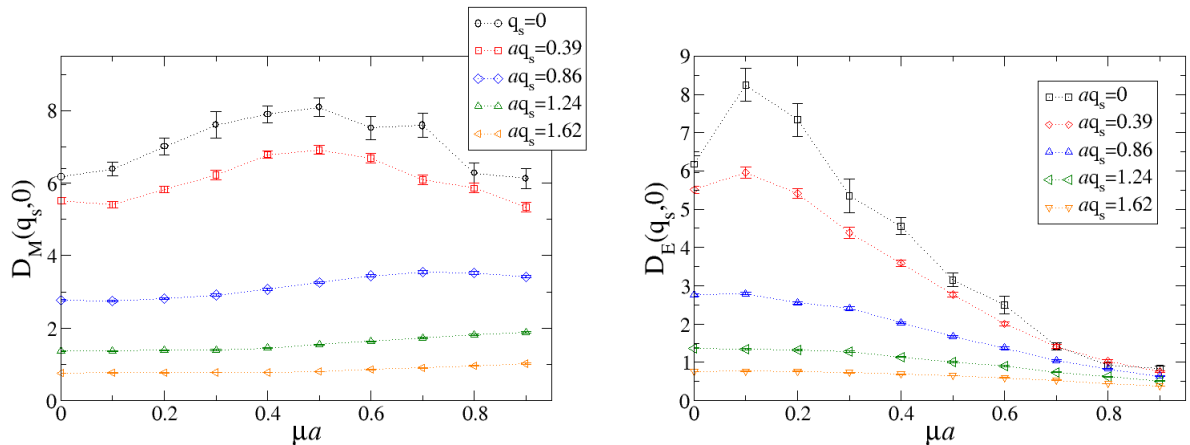 q_s=0
aq_s=0.39
aq_s=0.86
aq_s=1.24
aq_s=1.62
8
6
4
2
0
D_M(q_s,0)
0 0.2 0.4 0.6 0.8
μa
aq_s=0
aq_s=0.39
aq_s=0.86
aq_s=1.24
aq_s=1.62
9
8
7
6
5
4
3
2
1
0
D_E(q_s,0)
0 0.2 0.4 0.6 0.8
μa